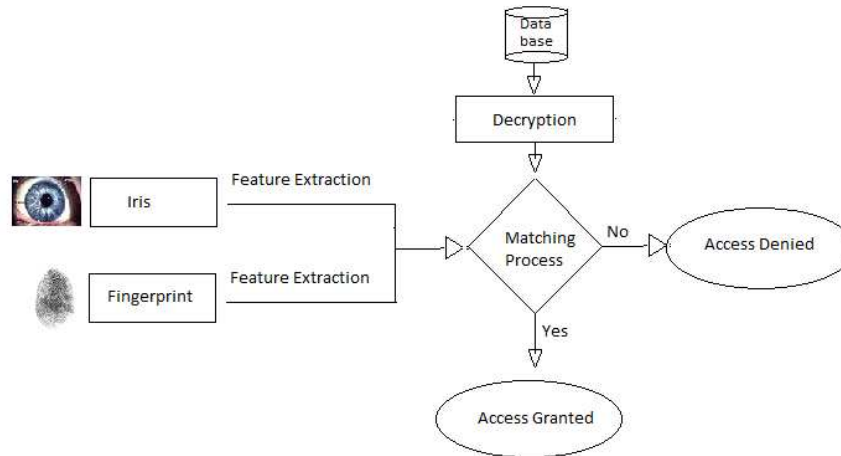 Data
base
Decryption
Feature Extraction
Iris
Matching
Process
No
Access Denied
Feature Extraction
Fingerprint
Yes
Access Granted